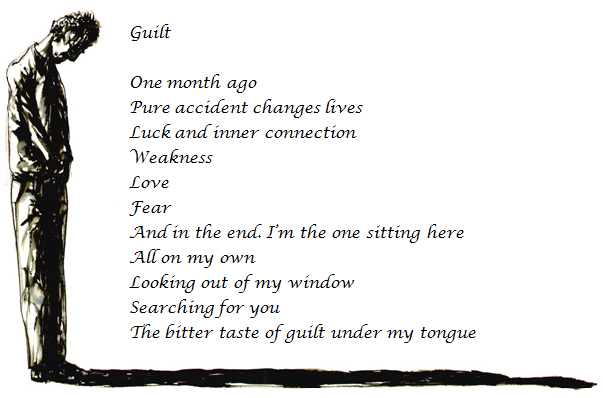 Guilt
One month ago
Pure accident changes lives
Luck and inner connection
Weakness
Love
Fear
And in the end. I'm the one sitting here
All on my own
Looking out of my window
Searching for you
The bitter taste of guilt under my tongue